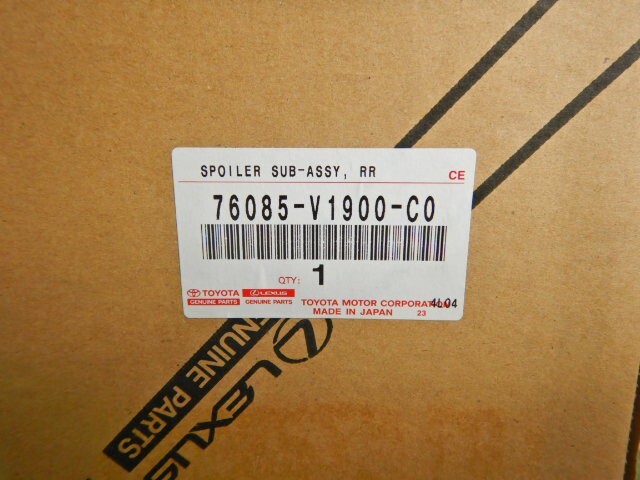 SPOILER SUB-ASSY, RR
CE
76085-V1900-C0
QTY: 1
TOYOTA
GENUINE PARTS
LEXUS
GENUINE PARTS
TOYOTA MOTOR CORPORATION
4L04
MADE IN JAPAN 23
LEXUS
GENUINE PARTS